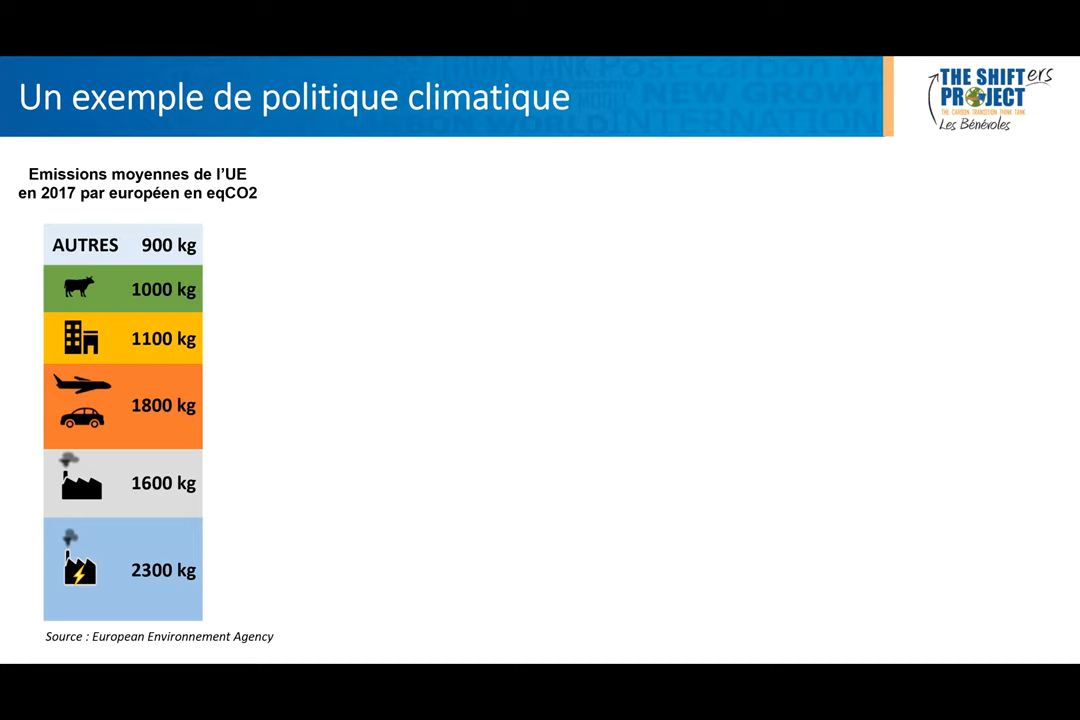 Un exemple de politique climatique
THE SHIFTers
PROJECT
THE CARBON TRANSITION THINK TANK
Les Bénévoles
Emissions moyennes de l’UE
en 2017 par européen en eqCO2
AUTRES 900 kg
1000 kg
1100 kg
1800 kg
1600 kg
2300 kg
Source : European Environnement Agency